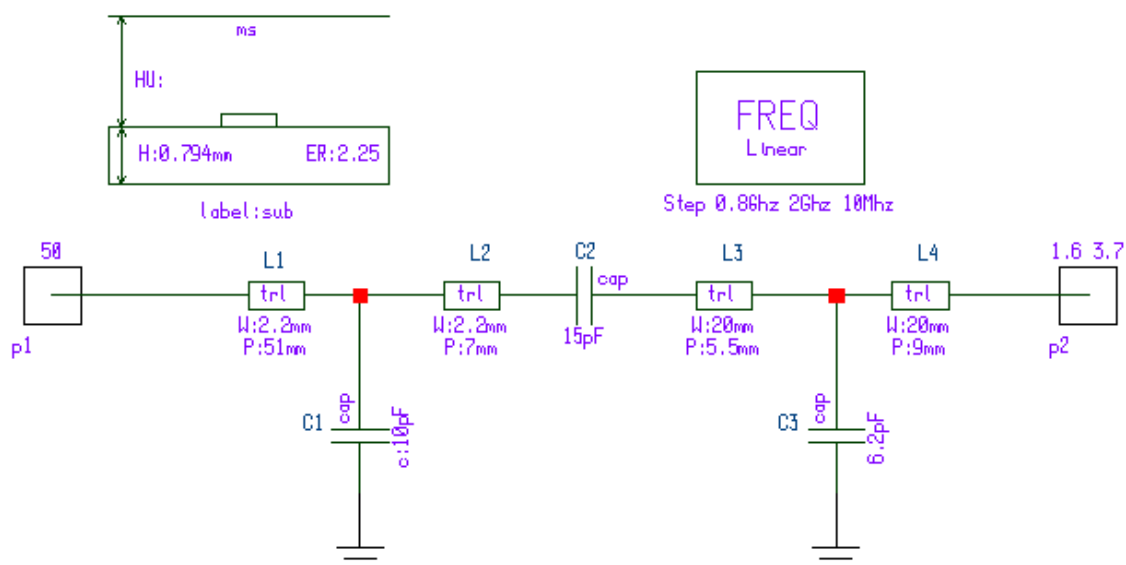 ms
HU:
H:0.794mm ER:2.25
label:sub
FREQ
Linear
Step 0.8Ghz 2Ghz 10Mhz
50
p1
L1
trl
W:2.2mm
P:51mm
C1
cap
c:10pF
L2
trl
W:2.2mm
P:7mm
C2
cap
15pF
L3
trl
W:20mm
P:5.5mm
C3
cap
6.2pF
L4
trl
W:20mm
P:9mm
1.6 3.7
p2